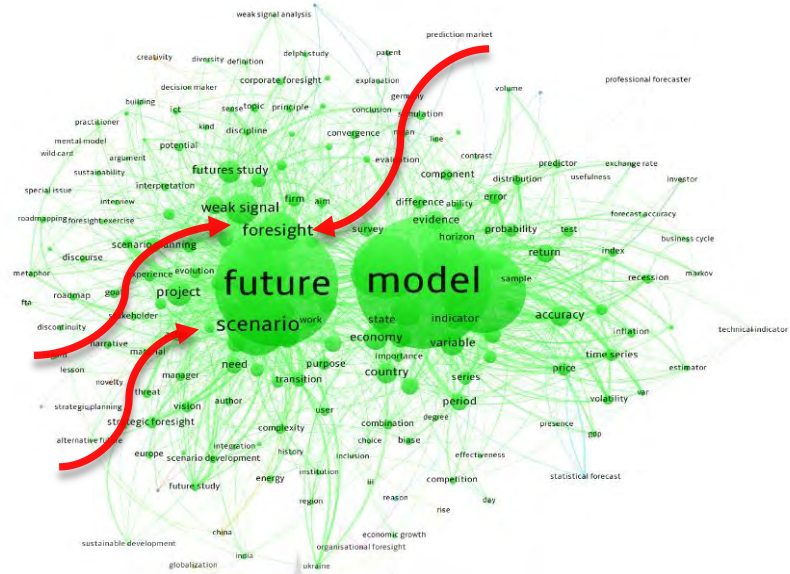 weak signal analysis
prediction market
creativity
diversity
definition
delphi study
patent
professional forecaster
decision maker
corporate foresight
explanation
volume
building
ict
sense
topic
principle
conclusion
germany
simulation
practitioner
kind
discipline
convergence
mean
line
mental model
wild card
argument
potential
evaluation
contrast
predictor
exchange rate
sustainability
futures study
component
distribution
usefulness
investor
special issue
interview
interpretation
weak signal
firm
aim
difference
ability
error
forecast accuracy
roadmapping
foresight exercise
foresight
survey
evidence
probability
test
business cycle
discourse
scenario planning
horizon
return
index
metaphor
experience
evolution
future
model
sample
recession
markov
fta
roadmap
goal
project
discontinuity
stakeholder
scenario
work
state
indicator
accuracy
technical indicator
narrative
material
economy
variable
inflation
lesson
need
purpose
importance
country
time series
novelty
manager
transition
series
price
estimator
threat
strategic planning
vision
author
user
period
volatility
var
strategic foresight
complexity
combination
degree
presence
gdp
alternative future
integration
history
choice
biase
europe
scenario development
inclusion
effectiveness
future study
energy
institution
iii
reason
competition
day
statistical forecast
region
rise
china
economic growth
sustainable development
organisational foresight
india
globalization
ukraine